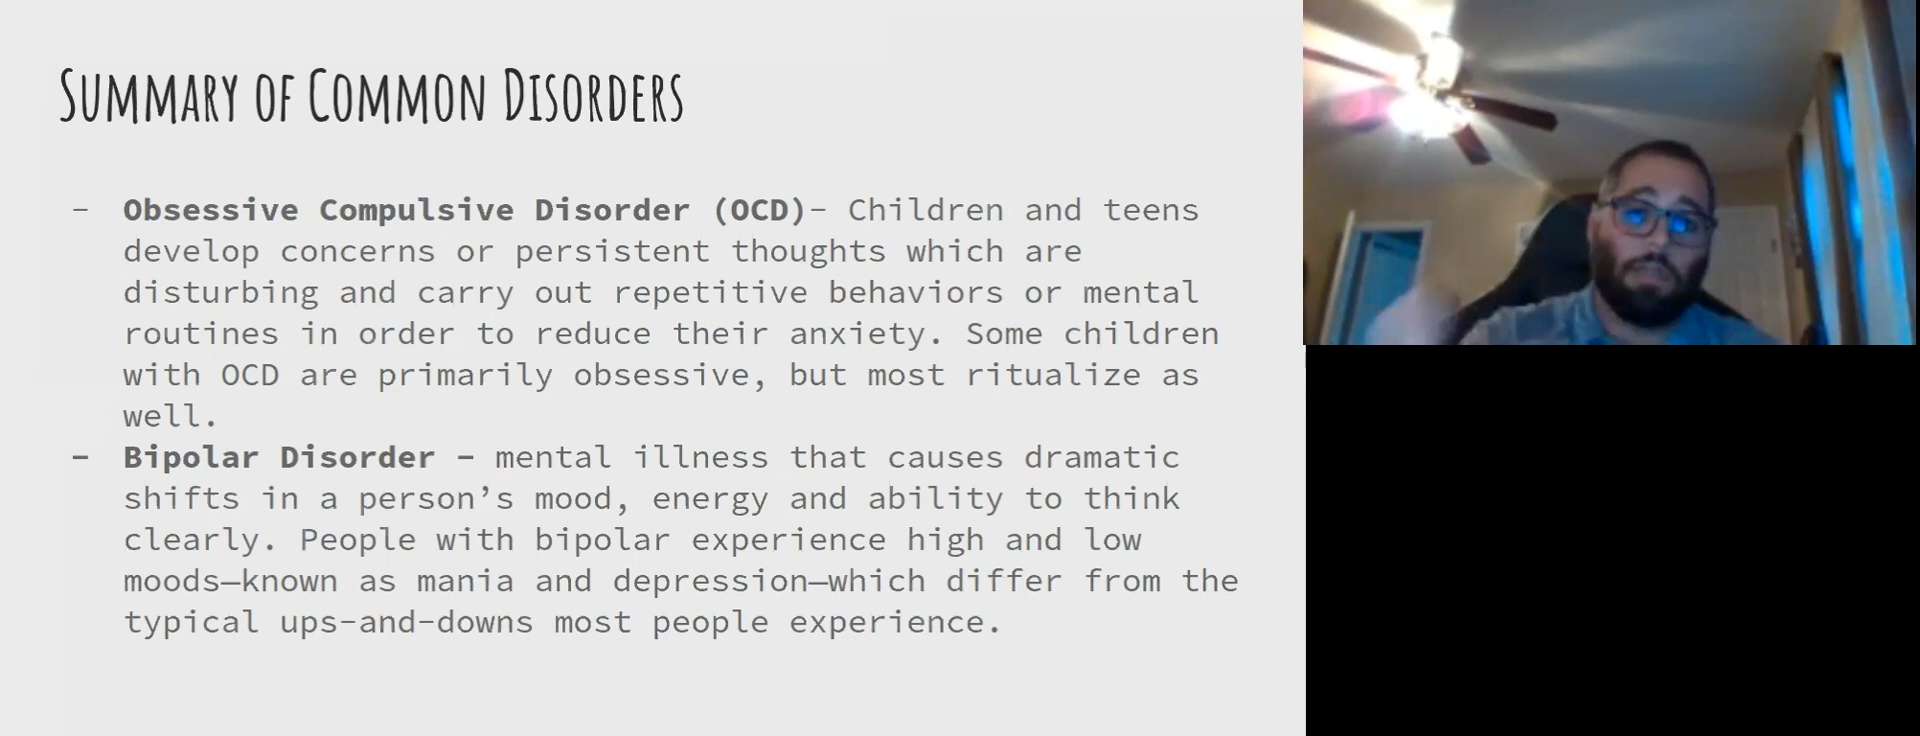 Summary of Common Disorders
- Obsessive Compulsive Disorder (OCD)- Children and teens
develop concerns or persistent thoughts which are
disturbing and carry out repetitive behaviors or mental
routines in order to reduce their anxiety. Some children
with OCD are primarily obsessive, but most ritualize as
well.
- Bipolar Disorder - mental illness that causes dramatic
shifts in a person’s mood, energy and ability to think
clearly. People with bipolar experience high and low
moods—known as mania and depression—which differ from the
typical ups-and-downs most people experience.